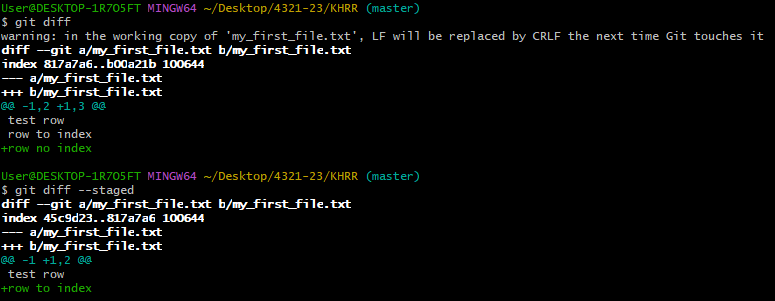 User@DESKTOP-1R7O5FT MINGW64 ~/Desktop/4321-23/KHRR (master)
$ git diff
warning: in the working copy of 'my_first_file.txt', LF will be replaced by CRLF the next time Git touches it
diff --git a/my_first_file.txt b/my_first_file.txt
index 817a7a6..b00a21b 100644
--- a/my_first_file.txt
+++ b/my_first_file.txt
@@ -1,2 +1,3 @@
 test row
 row to index
+row no index
User@DESKTOP-1R7O5FT MINGW64 ~/Desktop/4321-23/KHRR (master)
$ git diff --staged
diff --git a/my_first_file.txt b/my_first_file.txt
index 45c9d23..817a7a6 100644
--- a/my_first_file.txt
+++ b/my_first_file.txt
@@ -1 +1,2 @@
 test row
+row to index